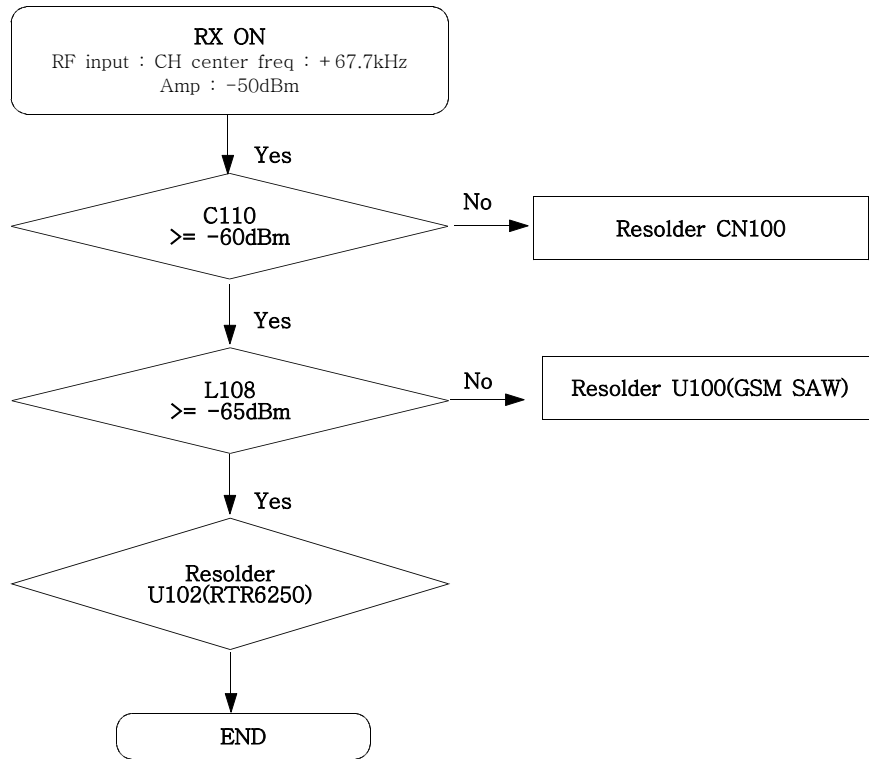 RX ON
RF input : CH center freq : +67.7kHz
Amp : -50dBm
Yes
C110
>= -60dBm
No
Resolder CN100
Yes
L108
>= -65dBm
No
Resolder U100(GSM SAW)
Yes
Resolder
U102(RTR6250)
END